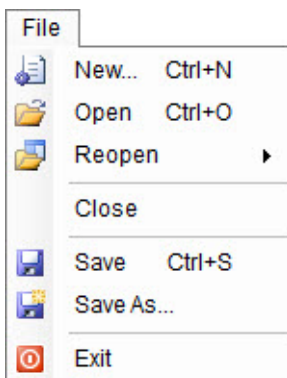 File
New... Ctrl+N
Open Ctrl+O
Reopen
Close
Save Ctrl+S
Save As...
Exit